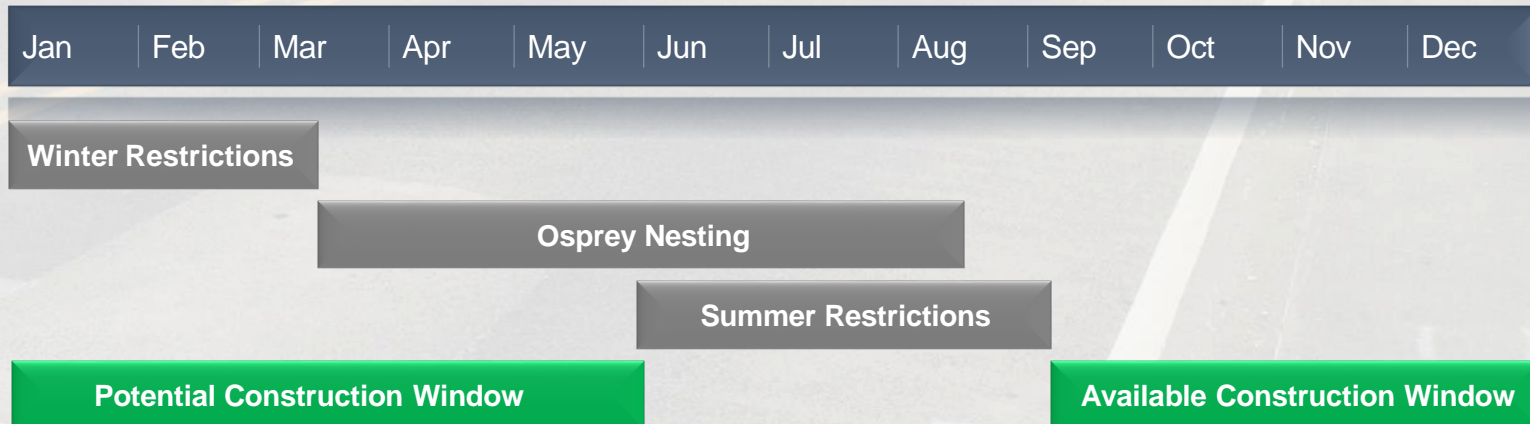 Jan Feb Mar Apr May Jun Jul Aug Sep Oct Nov Dec
Winter Restrictions
Osprey Nesting
Summer Restrictions
Potential Construction Window Available Construction Window